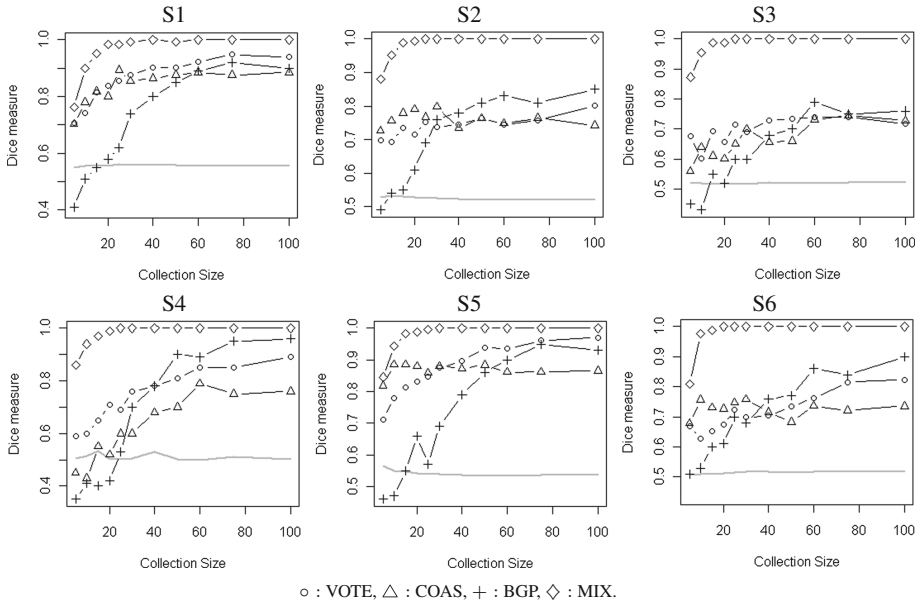 S1 S2 S3
Dice measure
1.0
0.8
0.6
0.4
20 40 60 80 100
Collection Size
Dice measure
1.0
0.9
0.8
0.7
0.6
0.5
20 40 60 80 100
Collection Size
Dice measure
1.0
0.9
0.8
0.7
0.6
0.5
20 40 60 80 100
Collection Size
S4 S5 S6
Dice measure
1.0
0.8
0.6
0.4
20 40 60 80 100
Collection Size
Dice measure
1.0
0.9
0.8
0.7
0.6
0.5
20 40 60 80 100
Collection Size
Dice measure
1.0
0.9
0.8
0.7
0.6
0.5
20 40 60 80 100
Collection Size
○ : VOTE, △ : COAS, + : BGP, ◇ : MIX.